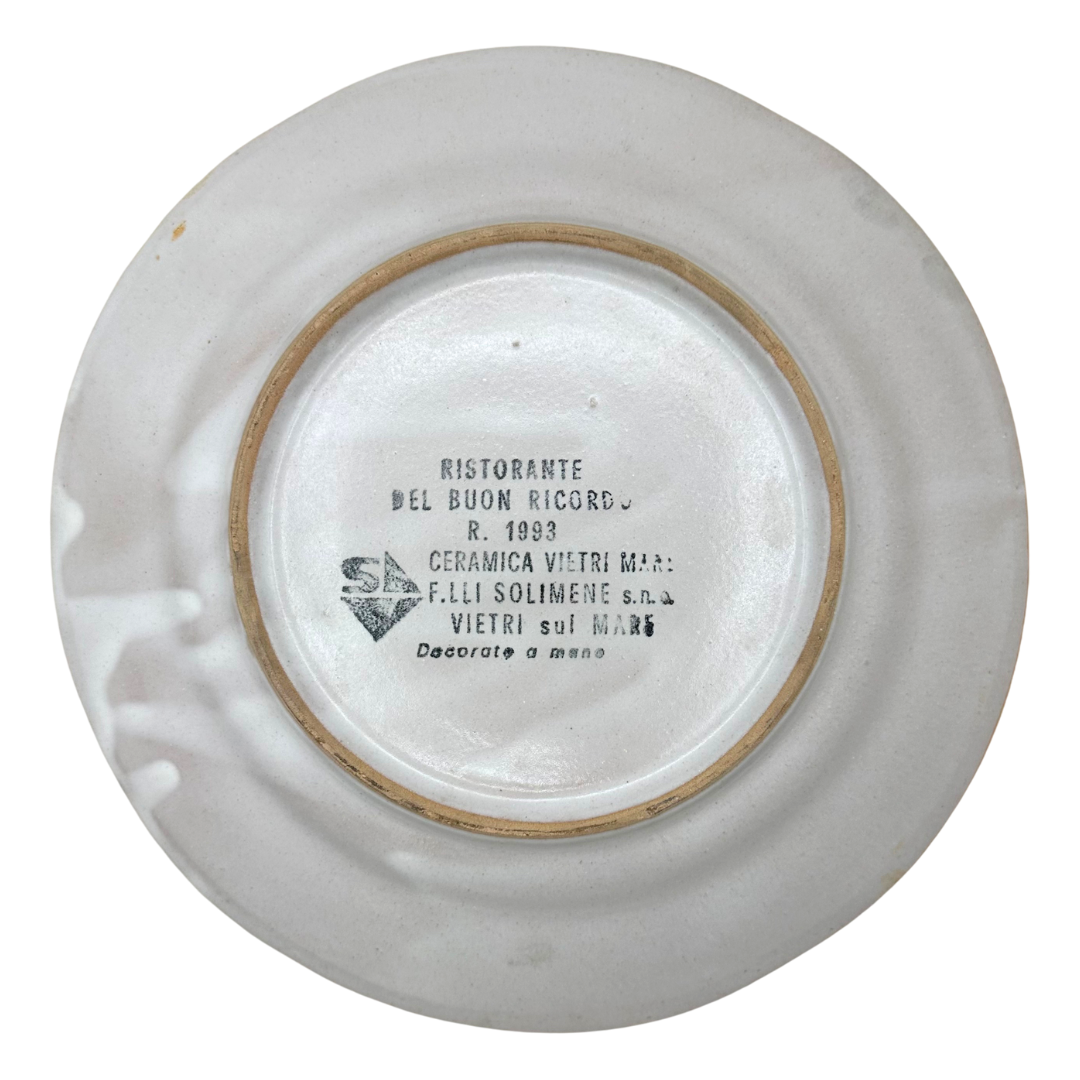 RISTORANTE
DEL BUON RICORDO
R. 1993
CERAMICA VIETRI MARE
F.LLI SOLIMENE s.n.c.
VIETRI sul MARE
Decorato a mano